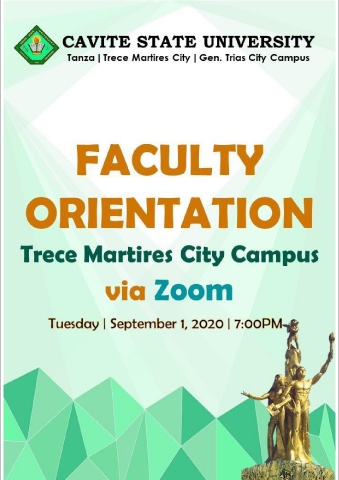 CAVITE STATE UNIVERSITY
Tanza | Trece Martires City | Gen. Trias City Campus
FACULTY
ORIENTATION
Trece Martires City Campus
via Zoom
Tuesday | September 1, 2020 | 7:00PM